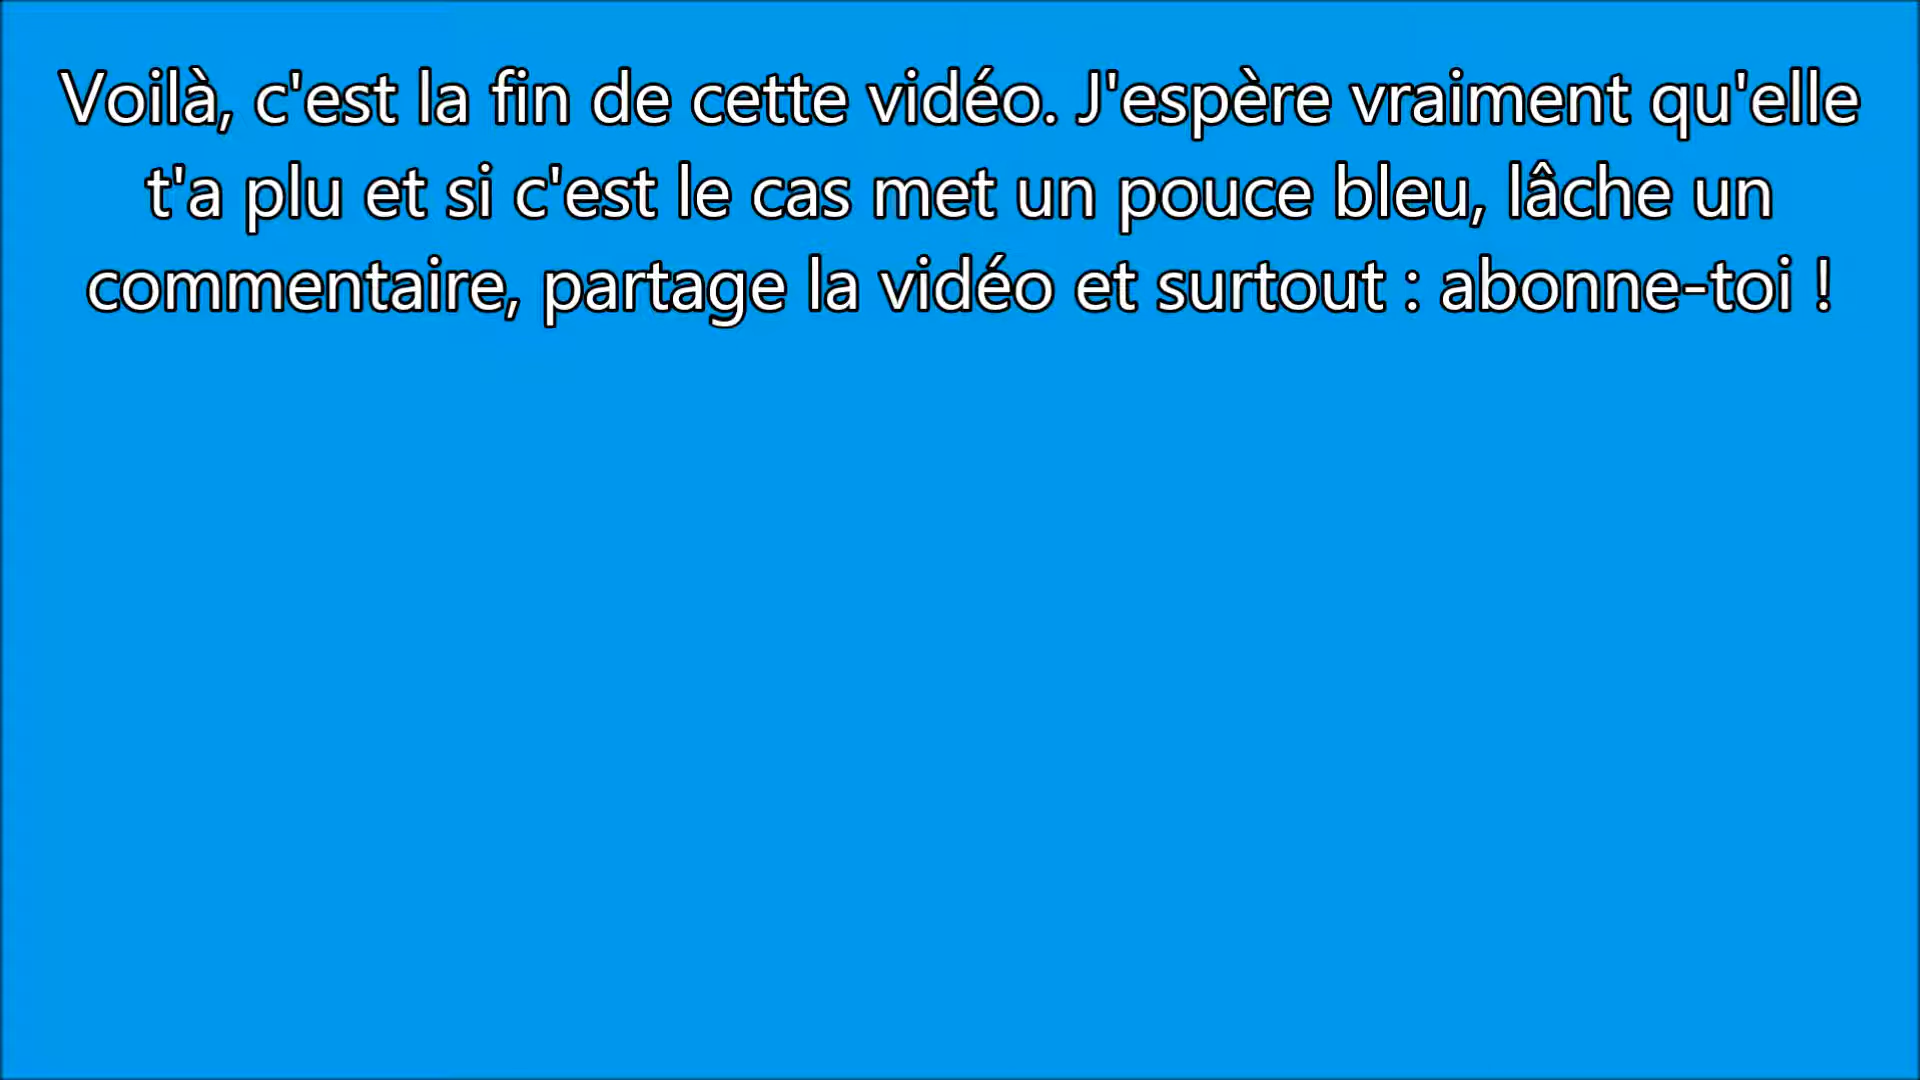 Voilà, c'est la fin de cette vidéo. J'espère vraiment qu'elle
t'a plu et si c'est le cas met un pouce bleu, lâche un
commentaire, partage la vidéo et surtout : abonne-toi !